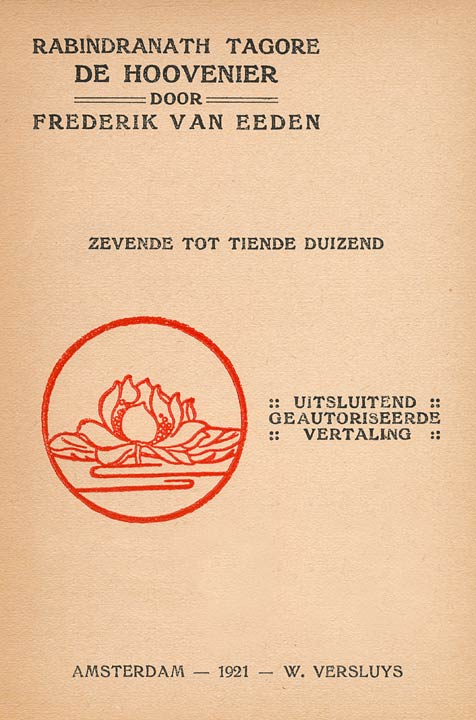 RABINDRANATH TAGORE
DE HOOVENIER
DOOR
FREDERIK VAN EEDEN
ZEVENDE TOT TIENDE DUIZEND
:: UITSLUITEND ::
GEAUTORISEERDE
:: VERTALING ::
AMSTERDAM — 1921 — W. VERSLUYS